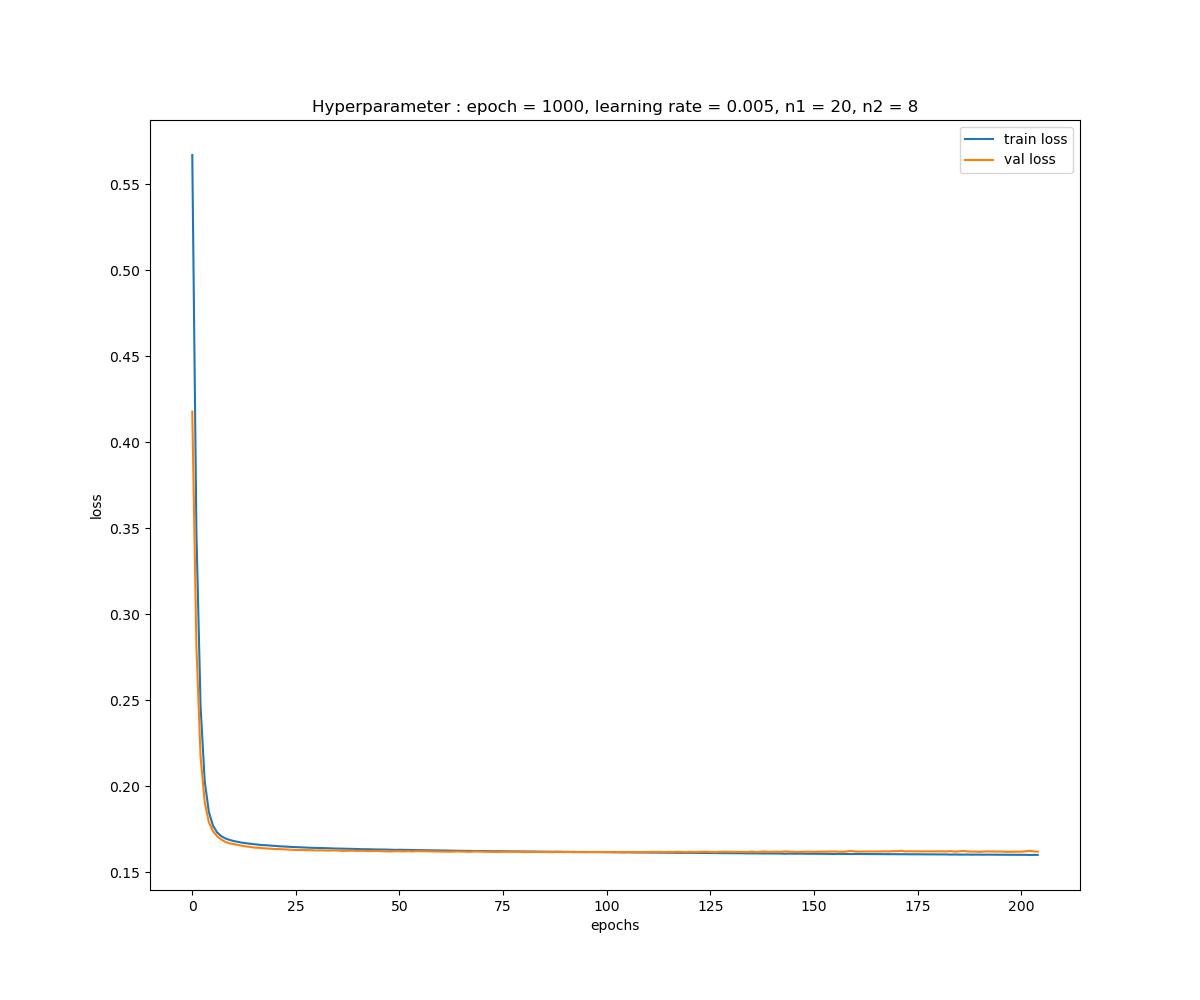 Hyperparameter : epoch = 1000, learning rate = 0.005, n1 = 20, n2 = 8
train loss
val loss
0.55
0.50
0.45
0.40
0.35
0.30
0.25
0.20
0.15
loss
0 25 50 75 100 125 150 175 200
epochs